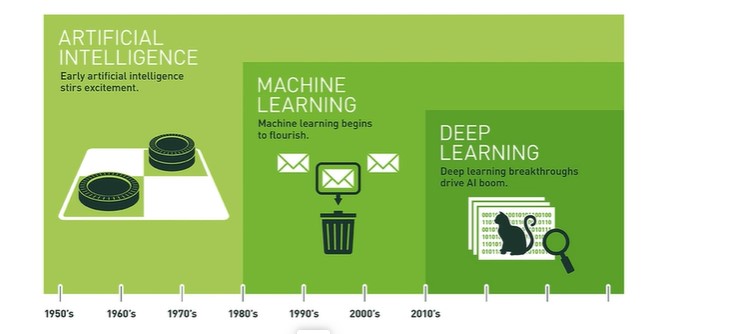 ARTIFICIAL
INTELLIGENCE
Early artificial intelligence
stirs excitement.
MACHINE
LEARNING
Machine learning begins
to flourish.
DEEP
LEARNING
Deep learning breakthroughs
drive AI boom.
1950's
1960's
1970's
1980's
1990's
2000's
2010's